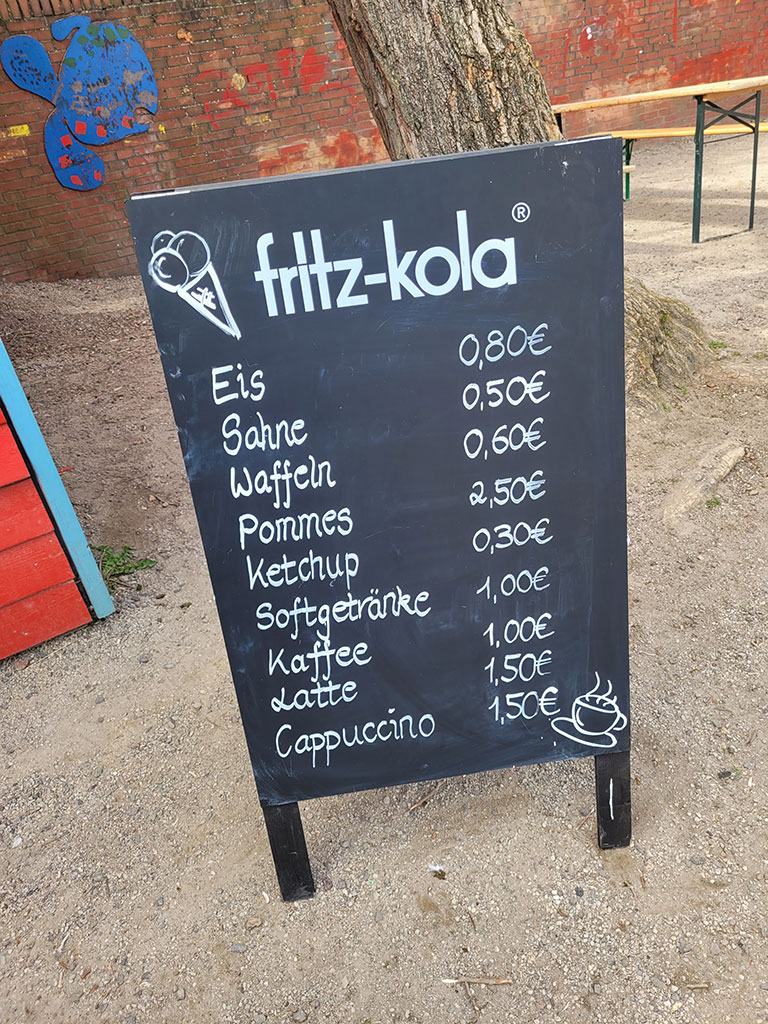 fritz-kola®
Eis 0,80€
Sahne 0,50€
Waffeln 0,60€
Pommes 2,50€
Ketchup 0,30€
Softgetränke 1,00€
Kaffee 1,00€
Latte 1,50€
Cappuccino 1,50€